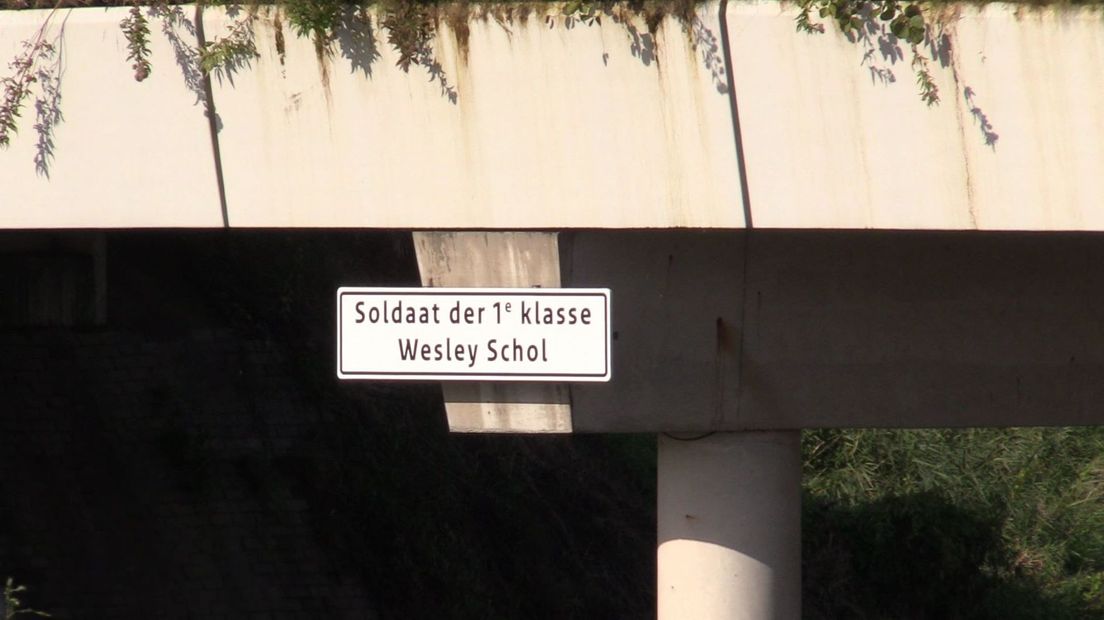 Soldaat der 1e klasse
Wesley Schol